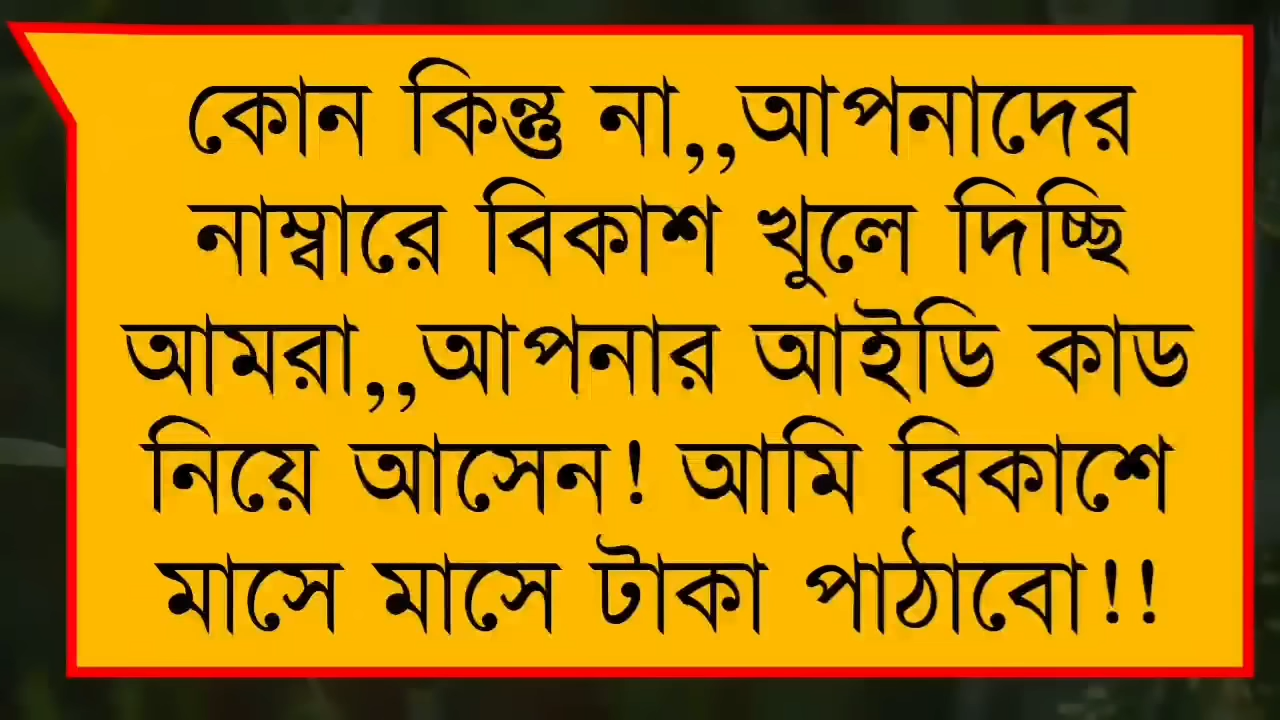 কোন কিন্তু না,,আপনাদের
নাম্বারে বিকাশ খুলে দিচ্ছি
আমরা,,আপনার আইডি কাড
নিয়ে আসেন! আমি বিকাশে
মাসে মাসে টাকা পাঠাবো!!